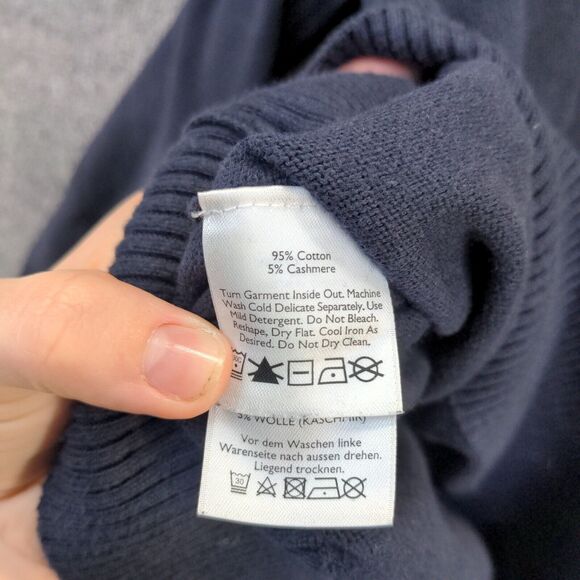 95% Cotton
5% Cashmere
Turn Garment Inside Out. Machine
Wash Cold Delicate Separately. Use
Mild Detergent. Do Not Bleach.
Reshape, Dry Flat. Cool Iron As
Desired. Do Not Dry Clean.
5% WOLLE (KASCHMIR)
Vor dem Waschen linke
Warenseite nach aussen drehen.
Liegend trocknen.
30